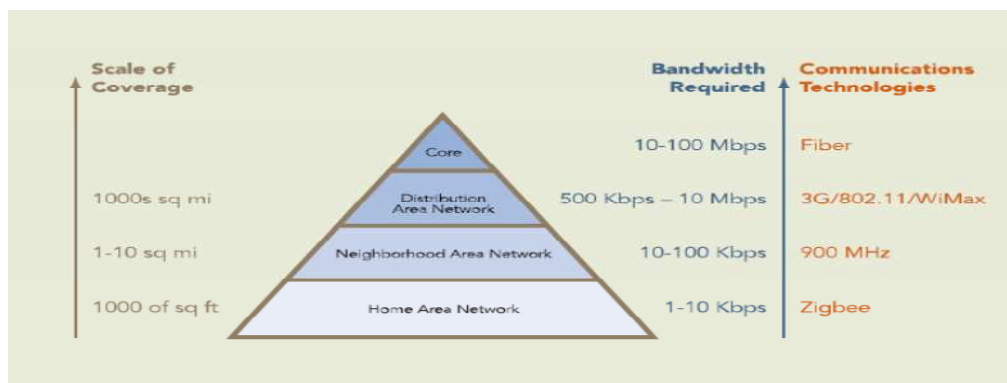 Scale of
Coverage
Bandwidth
Required
Communications
Technologies
Core
10-100 Mbps
Fiber
1000s sq mi
Distribution
Area Network
500 Kbps – 10 Mbps
3G/802.11/WiMax
1-10 sq mi
Neighborhood Area Network
10-100 Kbps
900 MHz
1000 of sq ft
Home Area Network
1-10 Kbps
Zigbee